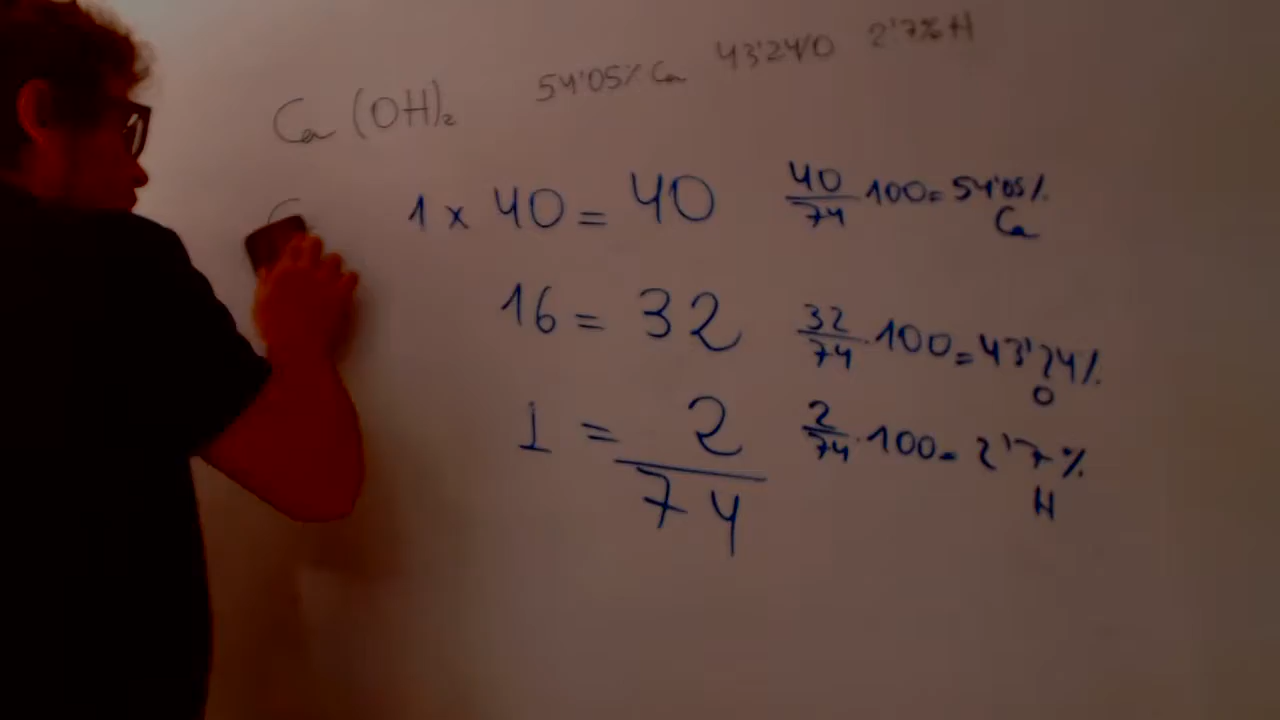 Ca (OH)₂ 54'05% Ca 43'24%O 2'7% H
1 x 40 = 40 40/74 · 100 = 54'05% Ca
16 = 32 32/74 · 100 = 43'24% O
1 = 2 2/74 · 100 = 2'7% H
74